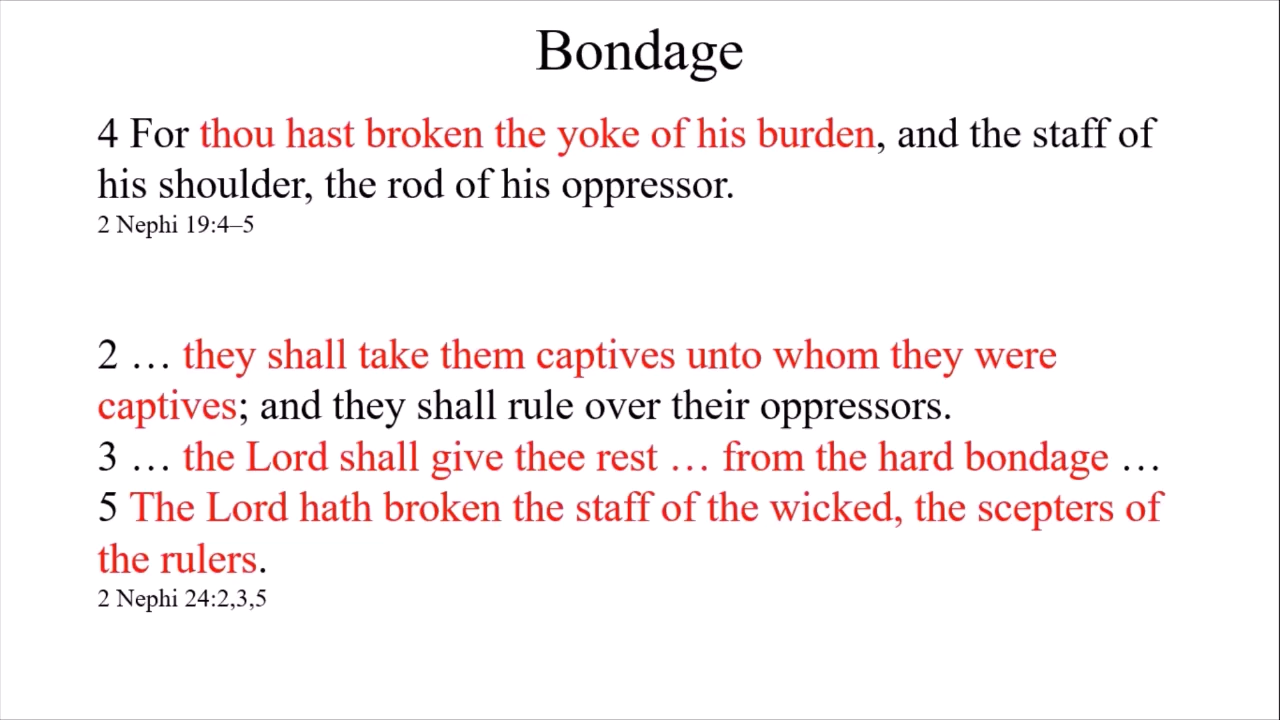 Bondage
4 For thou hast broken the yoke of his burden, and the staff of
his shoulder, the rod of his oppressor.
2 Nephi 19:4–5
2 … they shall take them captives unto whom they were
captives; and they shall rule over their oppressors.
3 … the Lord shall give thee rest … from the hard bondage …
5 The Lord hath broken the staff of the wicked, the scepters of
the rulers.
2 Nephi 24:2,3,5